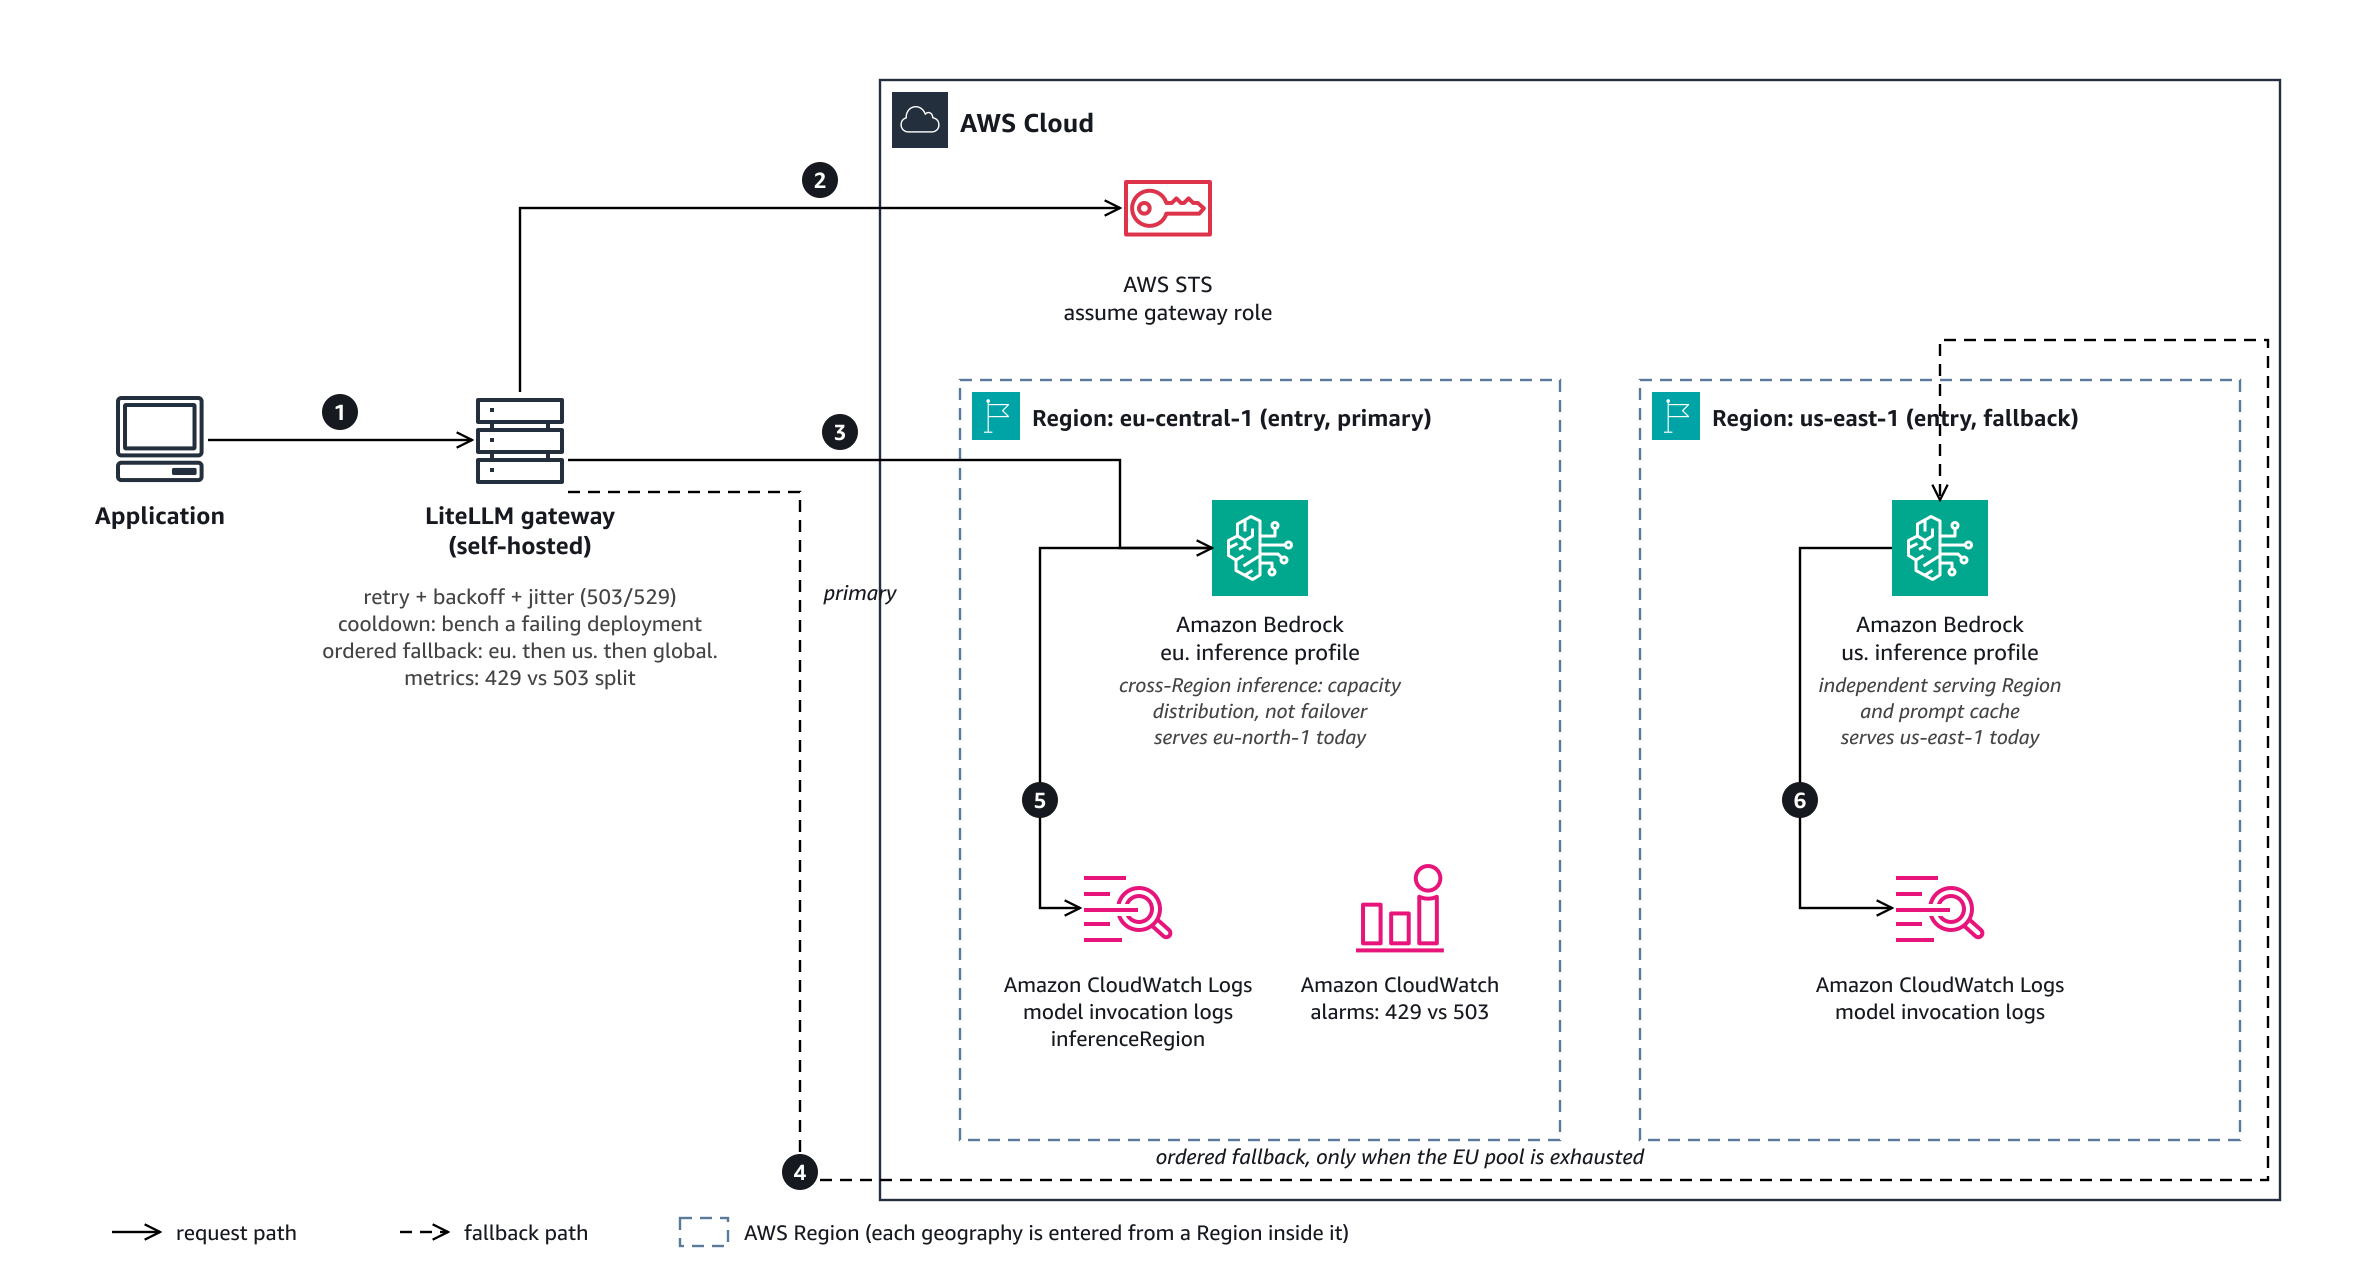 AWS Cloud
2
AWS STS
assume gateway role
1
3
Application
LiteLLM gateway
(self-hosted)
retry + backoff + jitter (503/529)
cooldown: bench a failing deployment
ordered fallback: eu. then us. then global.
metrics: 429 vs 503 split
primary
Region: eu-central-1 (entry, primary)
Amazon Bedrock
eu. inference profile
cross-Region inference: capacity
distribution, not failover
serves eu-north-1 today
5
Amazon CloudWatch Logs
model invocation logs
inferenceRegion
Amazon CloudWatch
alarms: 429 vs 503
Region: us-east-1 (entry, fallback)
Amazon Bedrock
us. inference profile
independent serving Region
and prompt cache
serves us-east-1 today
6
Amazon CloudWatch Logs
model invocation logs
4
ordered fallback, only when the EU pool is exhausted
request path
fallback path
AWS Region (each geography is entered from a Region inside it)